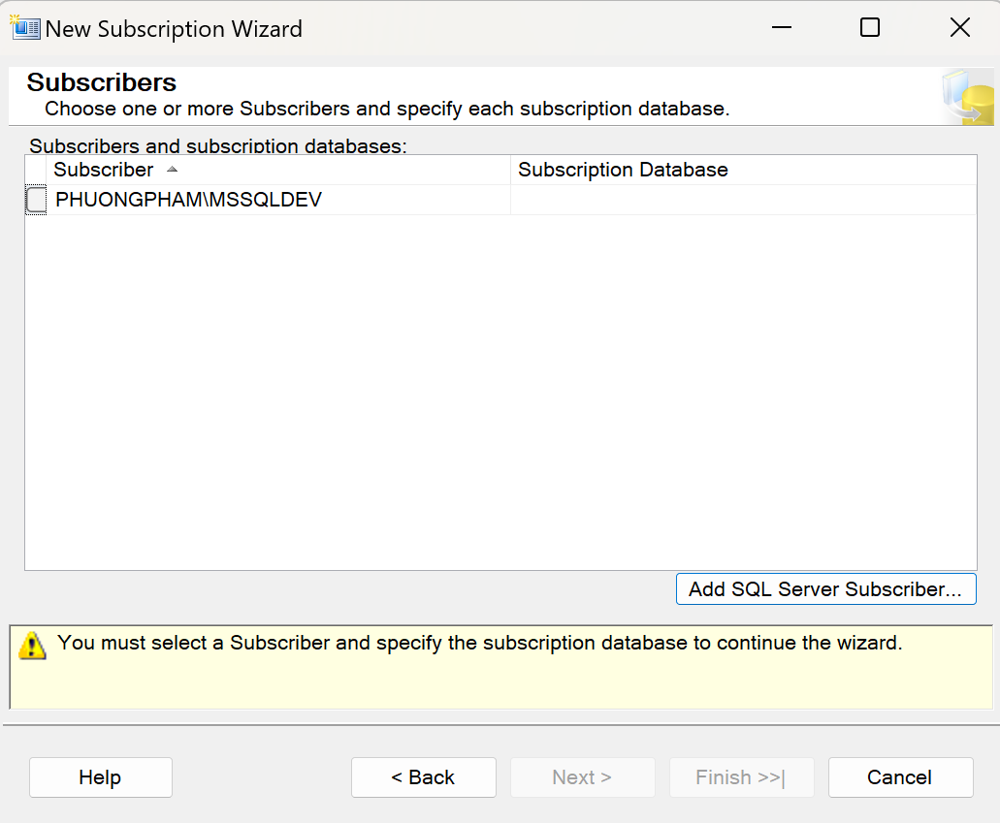 New Subscription Wizard
Subscribers
Choose one or more Subscribers and specify each subscription database.
Subscribers and subscription databases:
Subscriber Subscription Database
PHUONGPHAM\MSSQLDEV
Add SQL Server Subscriber...
You must select a Subscriber and specify the subscription database to continue the wizard.
Help < Back Next > Finish >>| Cancel